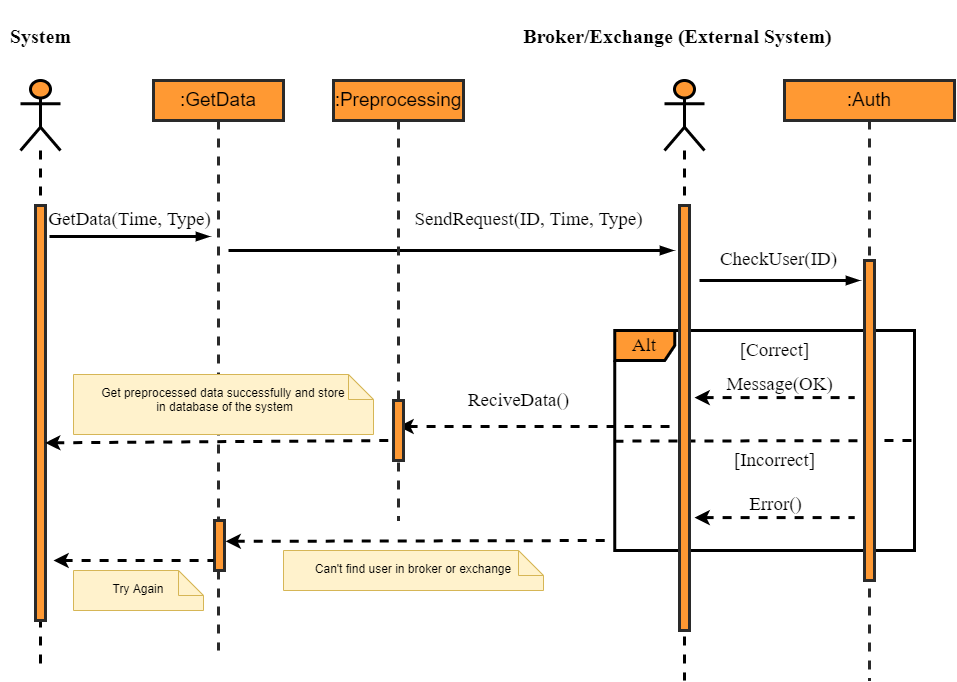 System
Broker/Exchange (External System)
:GetData
:Preprocessing
:Auth
GetData(Time, Type)
SendRequest(ID, Time, Type)
CheckUser(ID)
Alt
[Correct]
Message(OK)
Get preprocessed data successfully and store
in database of the system
ReciveData()
[Incorrect]
Error()
Can't find user in broker or exchange
Try Again